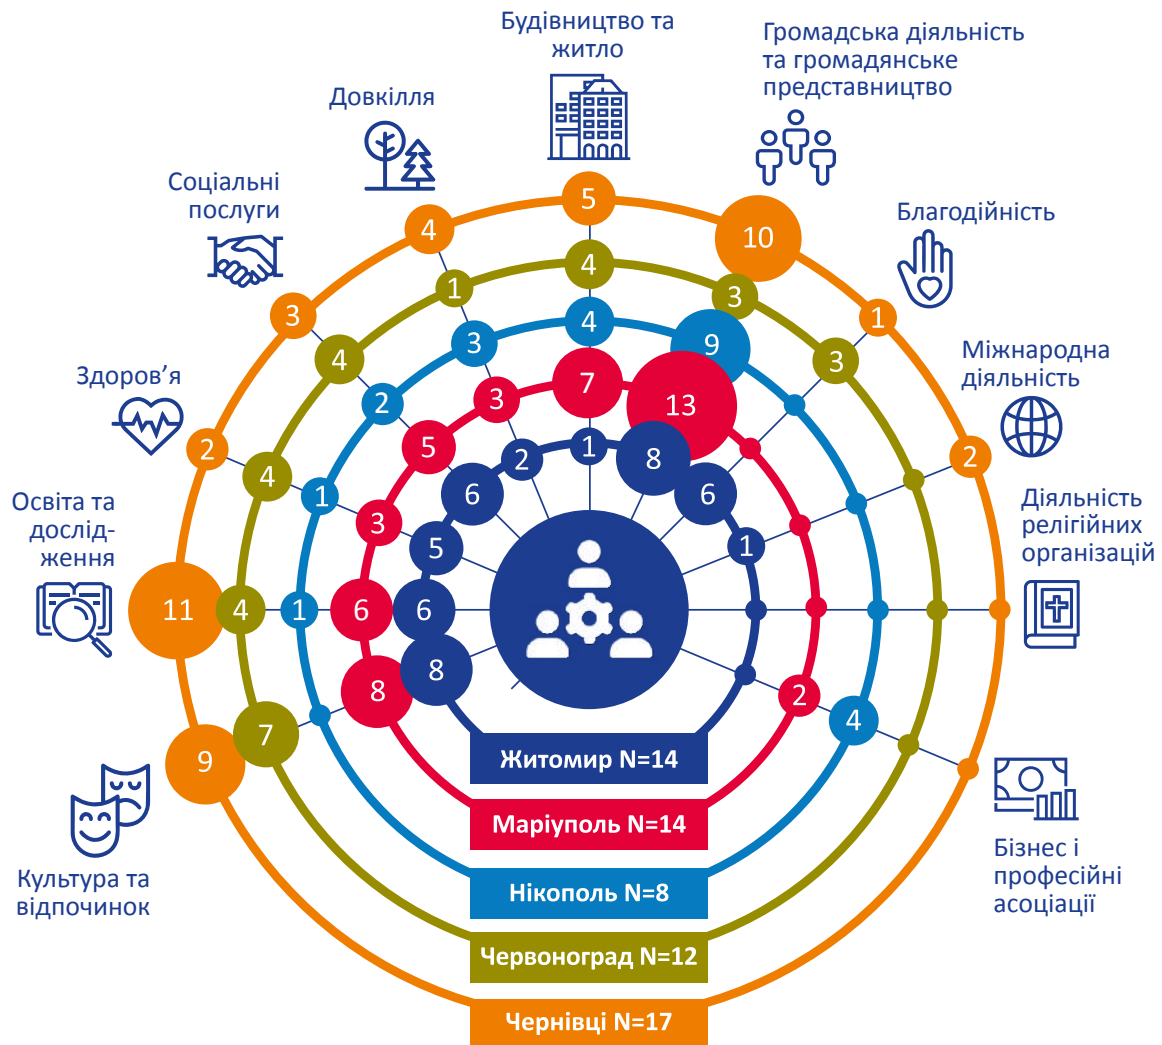 Будівництво та
житло
Громадська діяльність
та громадянське
представництво
Довкілля
Соціальні
послуги
Благодійність
Здоров’я
Міжнародна
діяльність
Освіта та
дослід-
ження
Діяльність
релігійних
організацій
Культура та
відпочинок
Бізнес і
професійні
асоціації
5
4
10
3
1
2
2
11
9
4
1
3
4
3
4
4
7
4
3
9
2
1
1
4
7
3
13
5
3
6
8
2
1
2
8
6
6
5
1
6
8
Житомир N=14
Маріуполь N=14
Нікополь N=8
Червоноград N=12
Чернівці N=17